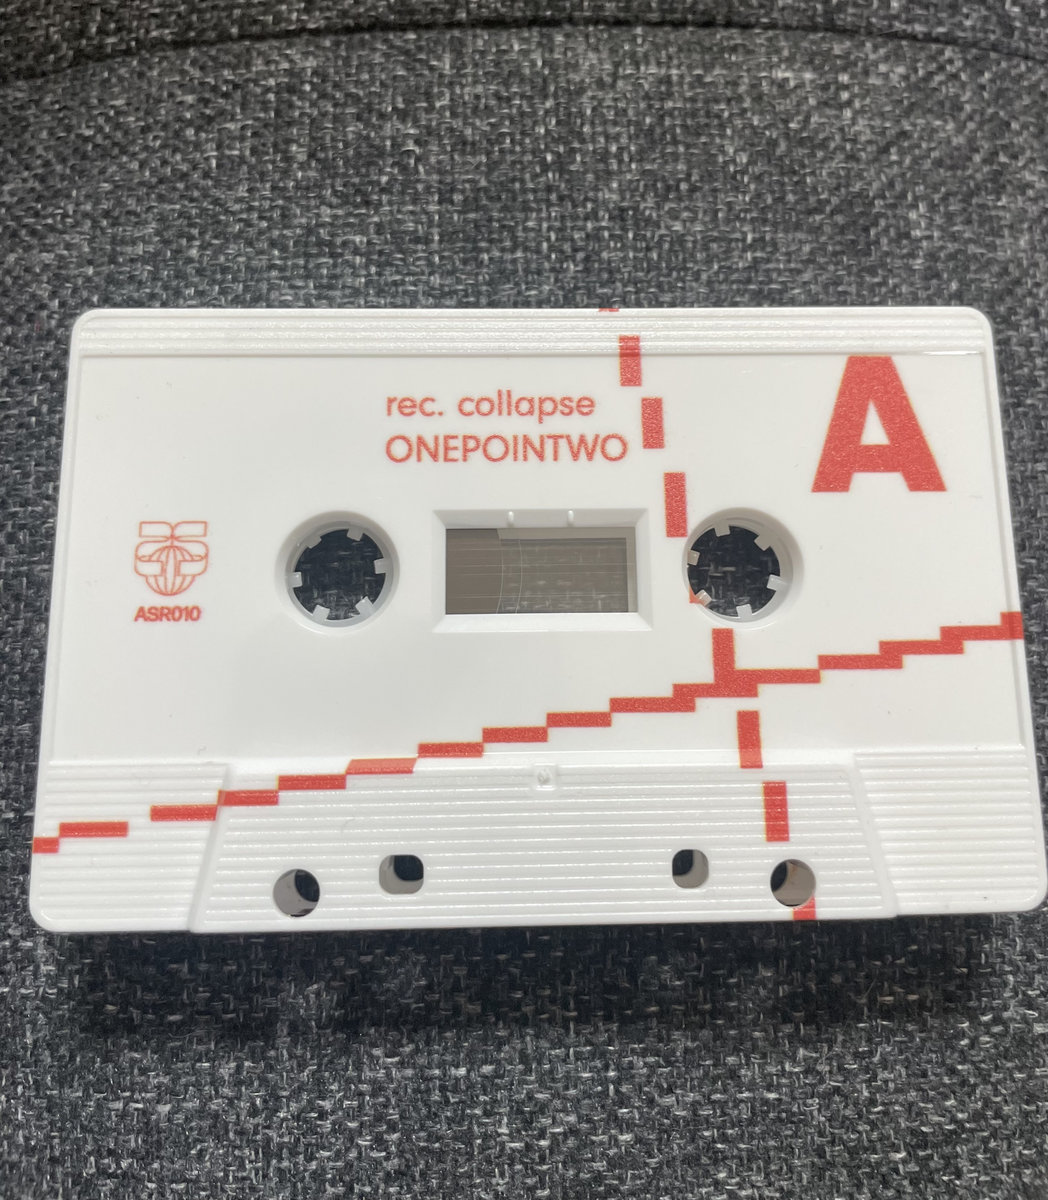 rec. collapse
ONEPOINTWO
A
ASR010